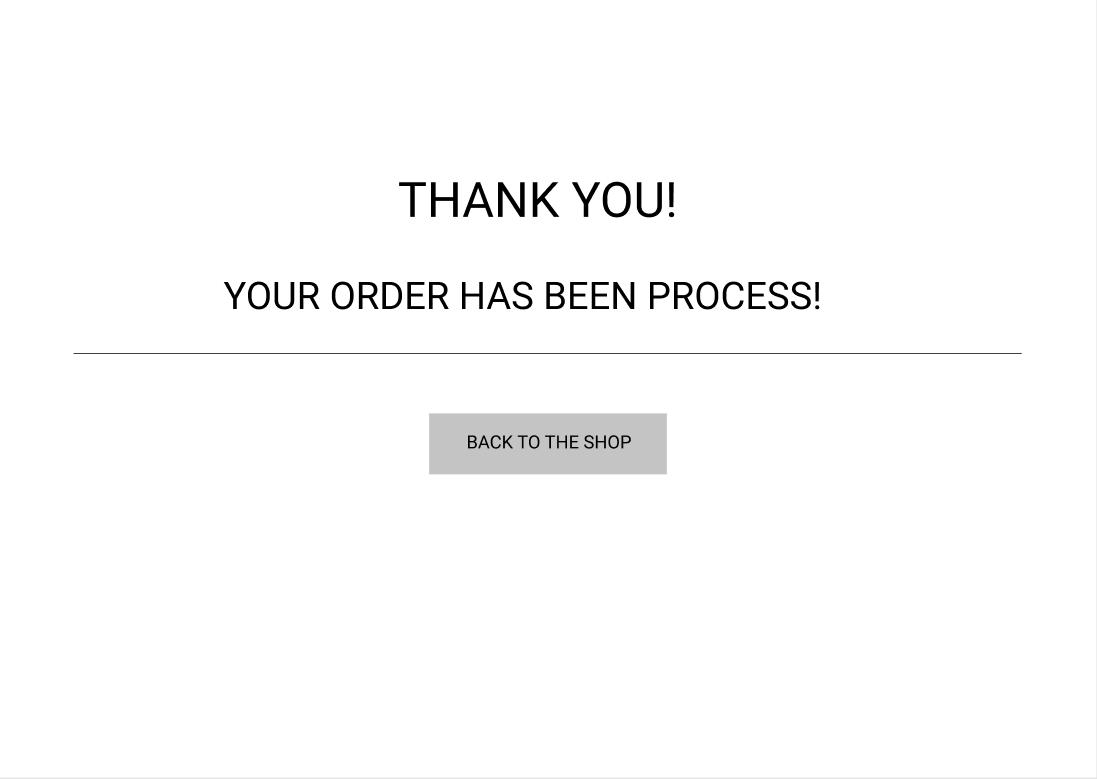 THANK YOU!
YOUR ORDER HAS BEEN PROCESS!
BACK TO THE SHOP